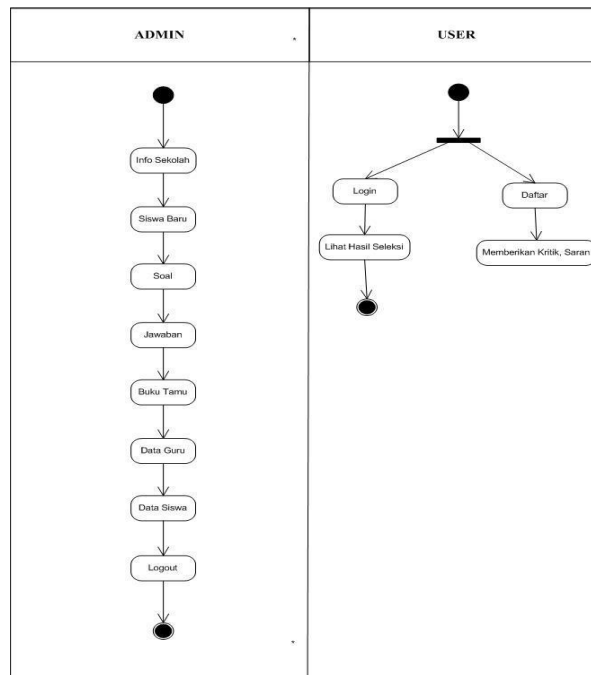 ADMIN
USER
Info Sekolah
Siswa Baru
Soal
Jawaban
Buku Tamu
Data Guru
Data Siswa
Logout
Login
Daftar
Lihat Hasil Seleksi
Memberikan Kritik, Saran